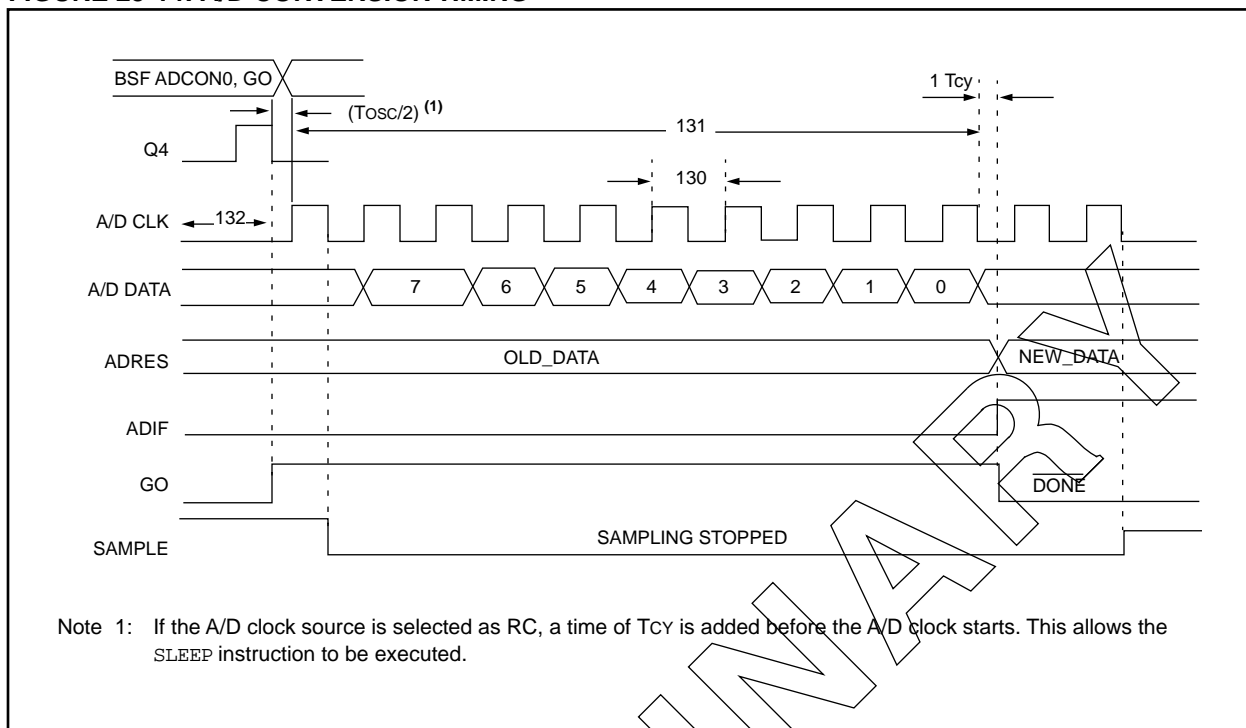 BSF ADCON0, GO
1 Tcy
(TOSC/2) (1)
131
Q4
130
A/D CLK
132
A/D DATA
7 6 5 4 3 2 1 0
ADRES
OLD_DATA
NEW_DATA
ADIF
GO
DONE
SAMPLE
SAMPLING STOPPED
Note 1: If the A/D clock source is selected as RC, a time of TCY is added before the A/D clock starts. This allows the
SLEEP instruction to be executed.